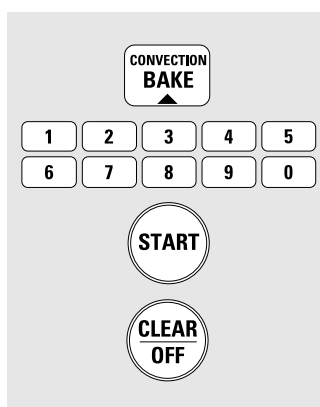 CONVECTION
BAKE
1 2 3 4 5
6 7 8 9 0
START
CLEAR
OFF